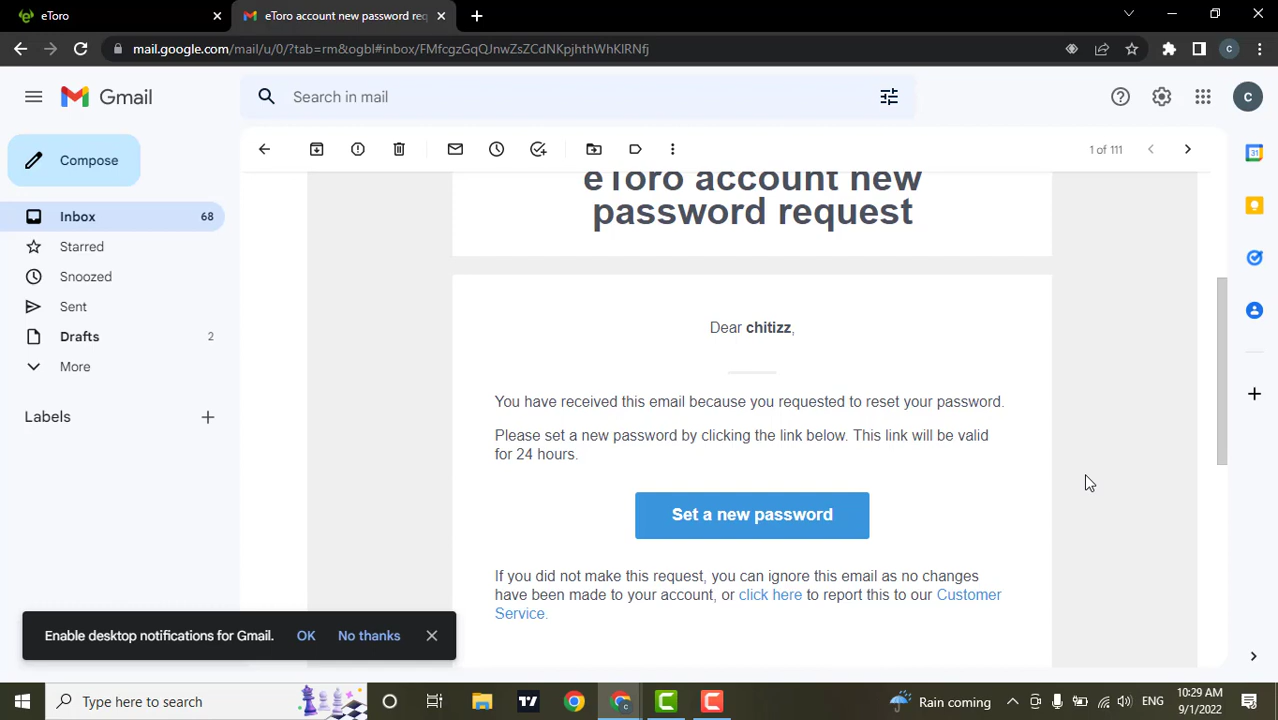 eToro
eToro account new password req
mail.google.com/mail/u/0/?tab=rm&ogbl#inbox/FMfcgzGqQJnwZsZCdNKpjhthWhKlRNfj
Gmail
Search in mail
C
Compose
1 of 111
Inbox 68
Starred
Snoozed
Sent
Drafts 2
More
Labels
eToro account new
password request
Dear chitizz,
You have received this email because you requested to reset your password.
Please set a new password by clicking the link below. This link will be valid
for 24 hours.
Set a new password
If you did not make this request, you can ignore this email as no changes
have been made to your account, or click here to report this to our Customer
Service.
Enable desktop notifications for Gmail. OK No thanks
Type here to search
Rain coming
ENG
10:29 AM
9/1/2022